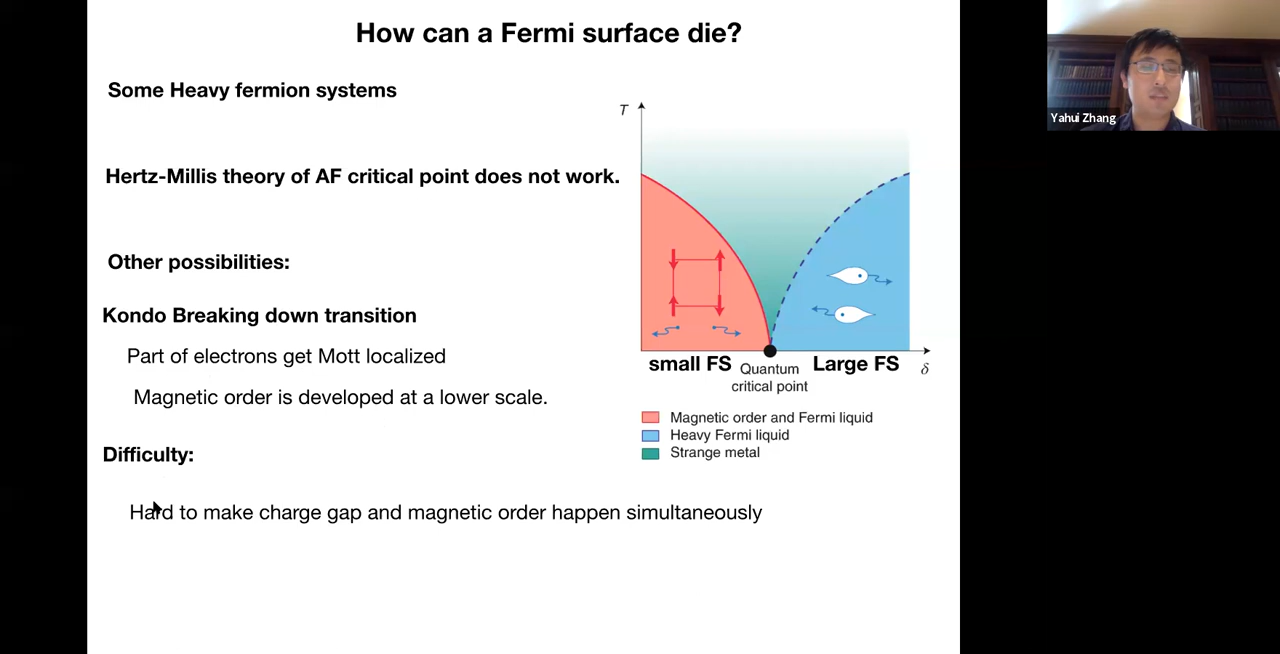 How can a Fermi surface die?
Some Heavy fermion systems
Hertz-Millis theory of AF critical point does not work.
Other possibilities:
Kondo Breaking down transition
Part of electrons get Mott localized
Magnetic order is developed at a lower scale.
Difficulty:
Hard to make charge gap and magnetic order happen simultaneously
T
small FS
Quantum
critical point
Large FS
δ
Magnetic order and Fermi liquid
Heavy Fermi liquid
Strange metal
Yahui Zhang